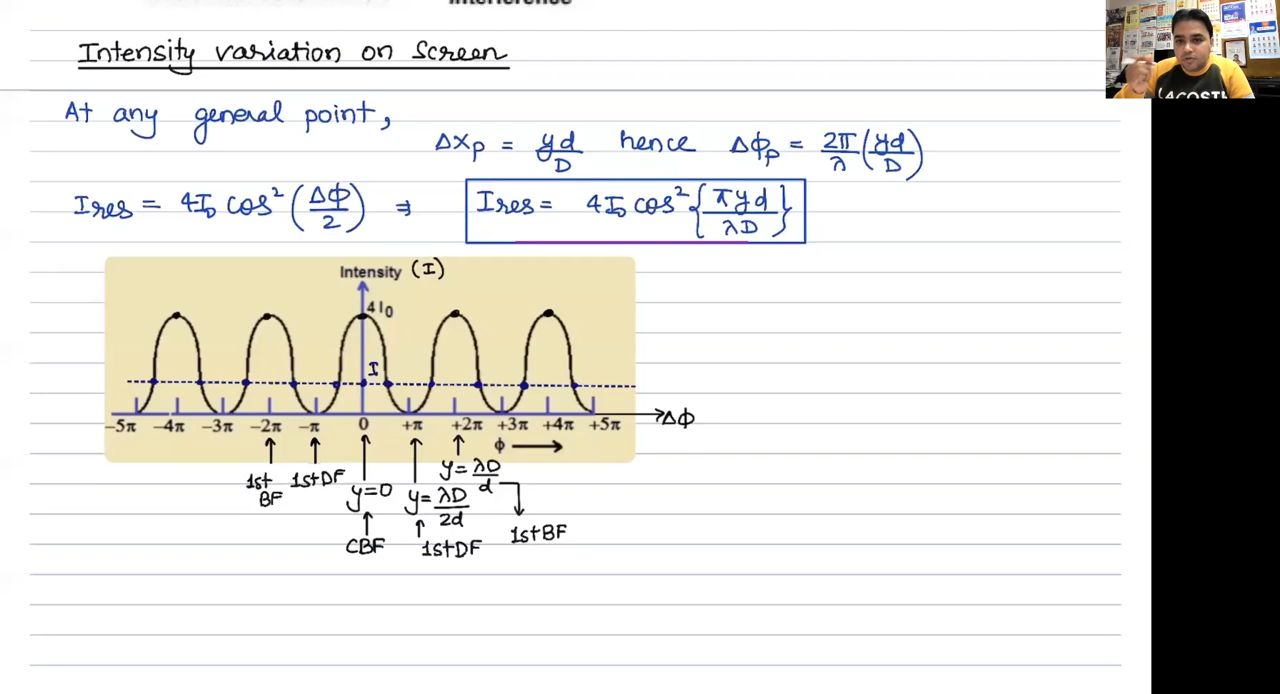 Interference
Intensity variation on Screen
At any general point,
Δxp = yd/D hence Δϕp = 2π/λ (yd/D)
Ires = 4I₀ cos² (Δϕ/2) ⇒ Ires = 4I₀ cos² {πyd/λD}
Intensity (I)
4I₀
I
-5π -4π -3π -2π -π 0 +π +2π +3π +4π +5π
Δϕ
ϕ
1st BF
1st DF
y=0
CBF
y=λD/2d
1st DF
y=λD/d
1st BF
LACOSTE